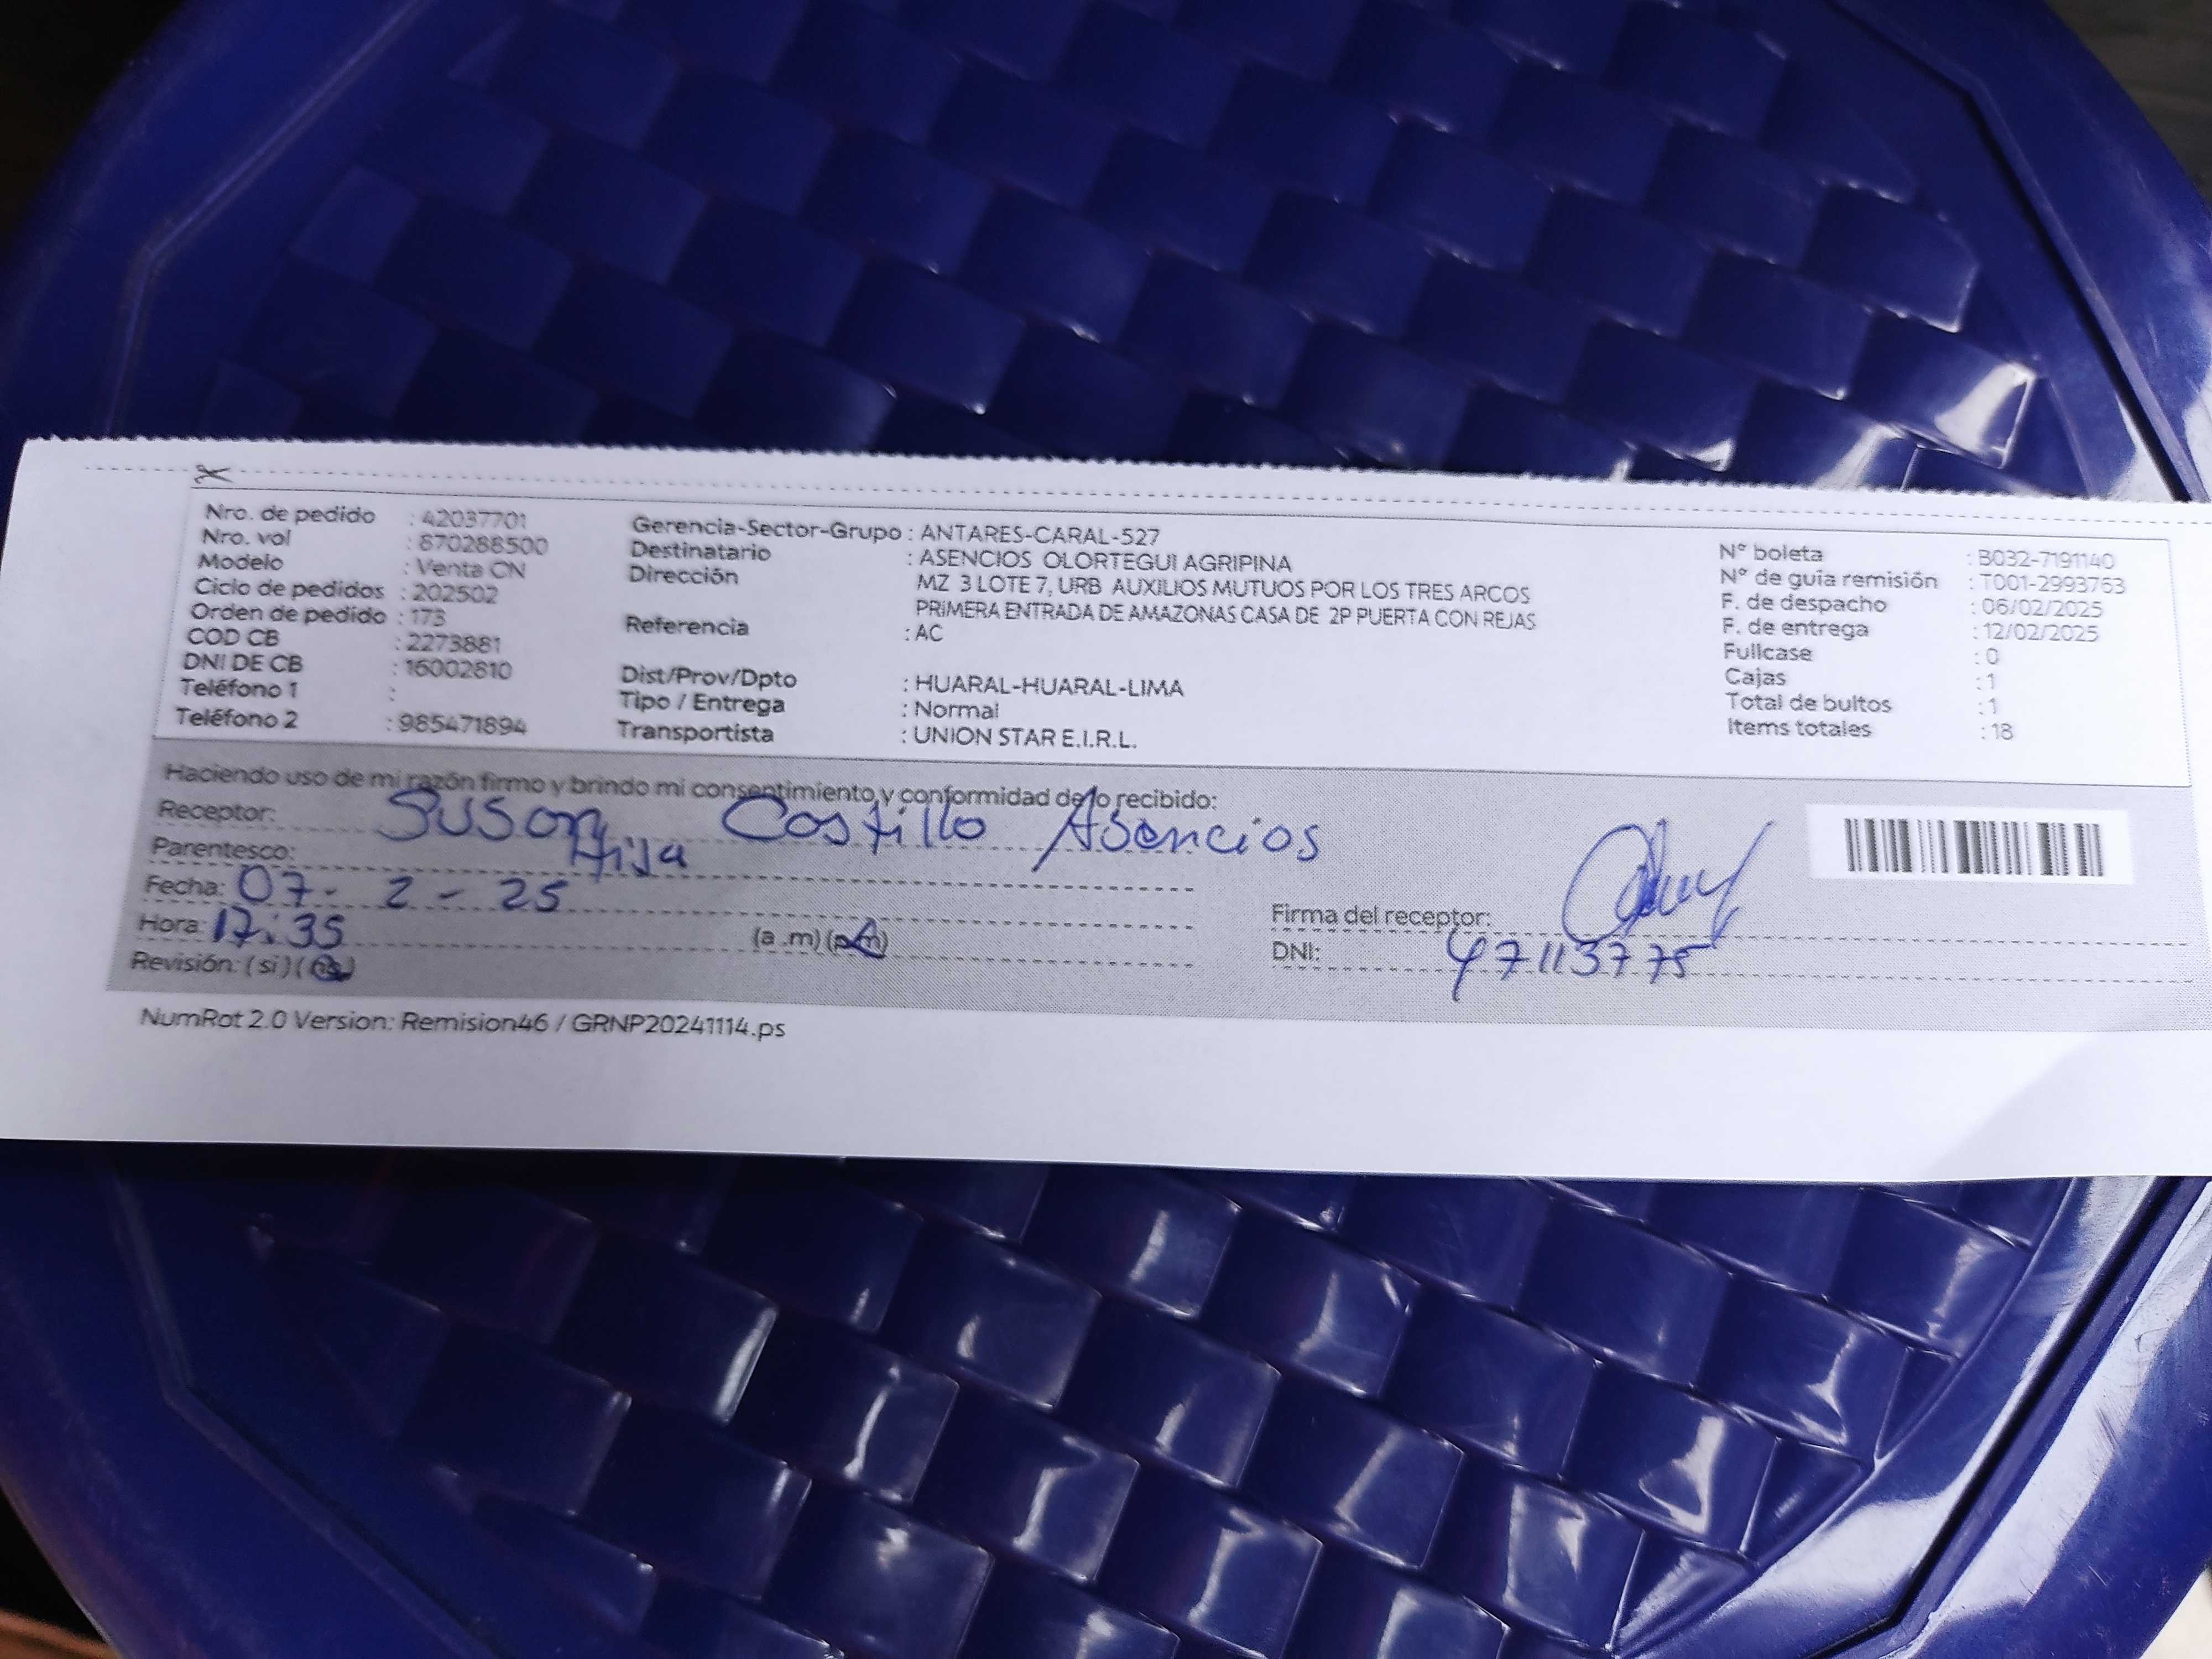 Nro. de pedido : 42037701
Nro. vol : 870288500
Modelo : Venta CN
Ciclo de pedidos : 202502
Orden de pedido : 173
COD CB : 2273881
DNI DE CB : 16002810
Teléfono 1 :
Teléfono 2 : 985471894
Gerencia-Sector-Grupo : ANTARES-CARAL-527
Destinatario : ASENCIOS OLORTEGUI AGRIPINA
Dirección MZ 3 LOTE 7, URB AUXILIOS MUTUOS POR LOS TRES ARCOS
PRIMERA ENTRADA DE AMAZONAS CASA DE 2P PUERTA CON REJAS
Referencia : AC
Dist/Prov/Dpto : HUARAL-HUARAL-LIMA
Tipo / Entrega : Normal
Transportista : UNION STAR E.I.R.L.
N° boleta : B032-7191140
N° de guia remisión : T001-2993763
F. de despacho : 06/02/2025
F. de entrega : 12/02/2025
Fullcase : 0
Cajas : 1
Total de bultos : 1
Items totales : 18
Haciendo uso de mi razón firmo y brindo mi consentimiento y conformidad de lo recibido:
Receptor: Suson Costillo Asencios
Parentesco: Hija
Fecha: 07- 2 - 25
Hora: 17:35 (a .m) (p.m)
Revisión: ( si ) ( no )
Firma del receptor:
DNI: 47113775
NumRot 2.0 Version: Remision46 / GRNP20241114.ps